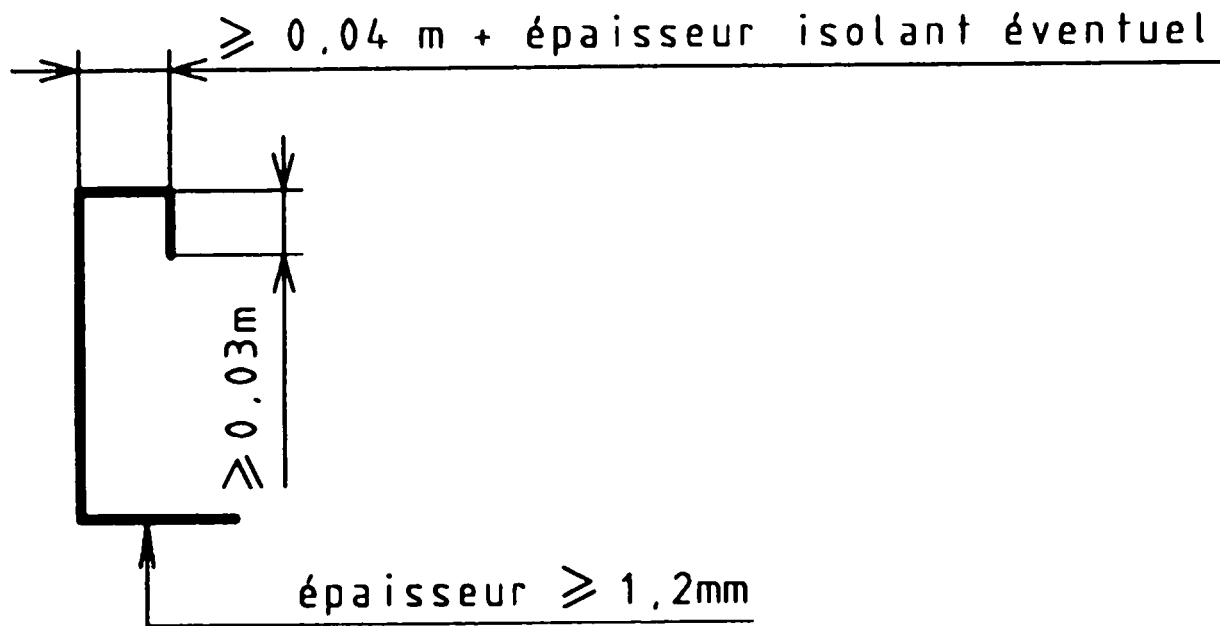 ⩾ 0,04 m + épaisseur isolant éventuel
⩾ 0,03m
épaisseur ⩾ 1,2mm